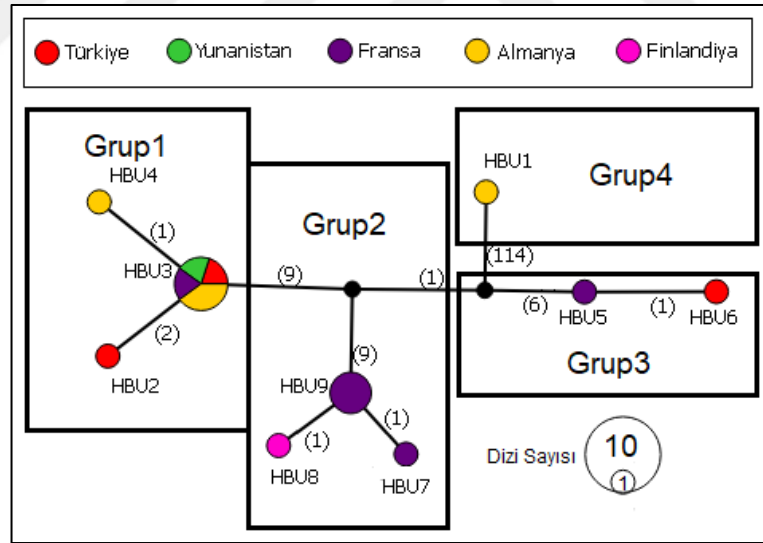 Türkiye Yunanistan Fransa Almanya Finlandiya
Grup1
HBU4
(1)
HBU3
(2)
HBU2
(9)
Grup2
(1)
(9)
HBU9
(1)
(1)
HBU8
HBU7
HBU1
Grup4
(114)
(6)
(1)
HBU5
HBU6
Grup3
Dizi Sayısı
10
1